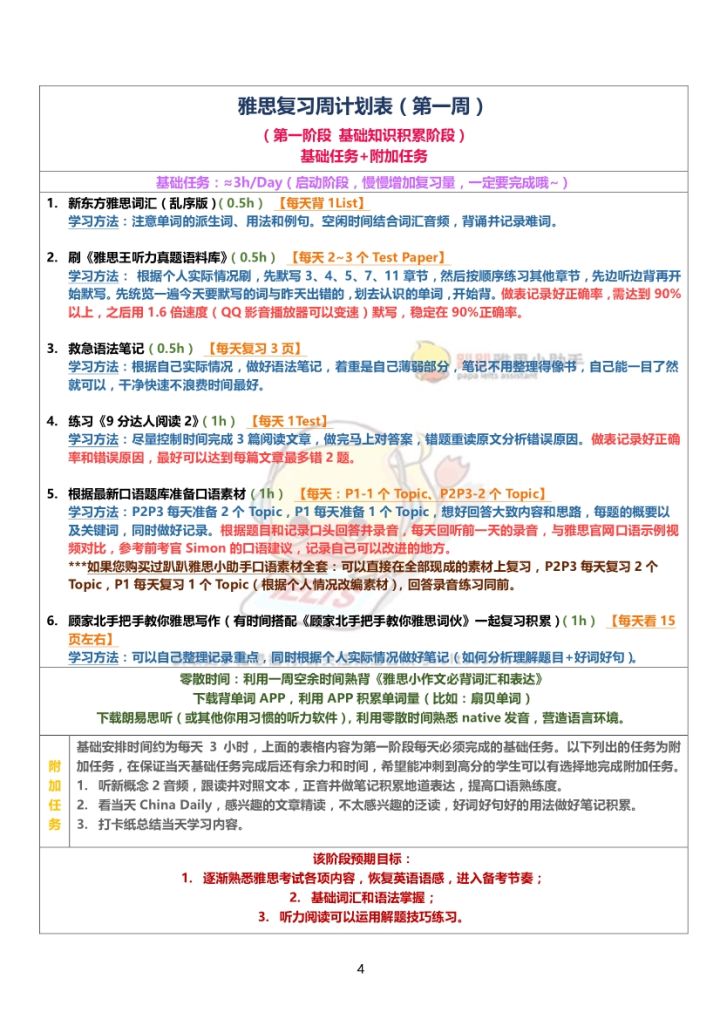 雅思复习周计划表（第一周）
（第一阶段 基础知识积累阶段）
基础任务+附加任务
基础任务：≈3h/Day（启动阶段，慢慢增加复习量，一定要完成哦~）
1. 新东方雅思词汇（乱序版）（0.5h） 【每天背 1List】
学习方法：注意单词的派生词、用法和例句。空闲时间结合词汇音频，背诵并记录难词。
2. 刷《雅思王听力真题语料库》（0.5h） 【每天 2~3 个 Test Paper】
学习方法： 根据个人实际情况刷，先默写 3、4、5、7、11 章节，然后按顺序练习其他章节，先边听边背再开
始默写。先统览一遍今天要默写的词与昨天出错的，划去认识的单词，开始背。做表记录好正确率，需达到 90%
以上，之后用 1.6 倍速度（QQ 影音播放器可以变速）默写，稳定在 90%正确率。
3. 救急语法笔记（0.5h） 【每天复习 3 页】
趴趴雅思小助手
papa ielts assistant
学习方法：根据自己实际情况，做好语法笔记，着重是自己薄弱部分，笔记不用整理得像书，自己能一目了然
就可以，干净快速不浪费时间最好。
4. 练习《9 分达人阅读 2》（1h） 【每天 1Test】
学习方法：尽量控制时间完成 3 篇阅读文章，做完马上对答案，错题重读原文分析错误原因。做表记录好正确
率和错误原因，最好可以达到每篇文章最多错 2 题。
5. 根据最新口语题库准备口语素材（1h） 【每天：P1-1 个 Topic、P2P3-2 个 Topic】
学习方法：P2P3 每天准备 2 个 Topic，P1 每天准备 1 个 Topic，想好回答大致内容和思路，每题的概要以
及关键词，同时做好记录。根据题目和记录口头回答并录音，每天回听前一天的录音，与雅思官网口语示例视
频对比，参考前考官 Simon 的口语建议，记录自己可以改进的地方。
***如果您购买过趴趴雅思小助手口语素材全套：可以直接在全部现成的素材上复习，P2P3 每天复习 2 个
Topic，P1 每天复习 1 个 Topic（根据个人情况改编素材），回答录音练习同前。
IELTS
6. 顾家北手把手教你雅思写作（有时间搭配《顾家北手把手教你雅思词伙》一起复习积累）（1h） 【每天看 15
页左右】
学习方法：可以自己整理记录重点，同时根据个人实际情况做好笔记（如何分析理解题目+好词好句）。
零散时间：利用一周空余时间熟背《雅思小作文必背词汇和表达》
下载背单词 APP，利用 APP 积累单词量（比如：扇贝单词）
下载朗易思听（或其他你用习惯的听力软件），利用零散时间熟悉 native 发音，营造语言环境。
附加任务
基础安排时间约为每天 3 小时，上面的表格内容为第一阶段每天必须完成的基础任务。以下列出的任务为附
加任务，在保证当天基础任务完成后还有余力和时间，希望能冲刺到高分的学生可以有选择地完成附加任务。
1. 听新概念 2 音频，跟读并对照文本，正音并做笔记积累地道表达，提高口语熟练度。
2. 看当天 China Daily，感兴趣的文章精读，不太感兴趣的泛读，好词好句好的用法做好笔记积累。
3. 打卡纸总结当天学习内容。
该阶段预期目标：
1. 逐渐熟悉雅思考试各项内容，恢复英语语感，进入备考节奏；
2. 基础词汇和语法掌握；
3. 听力阅读可以运用解题技巧练习。
4